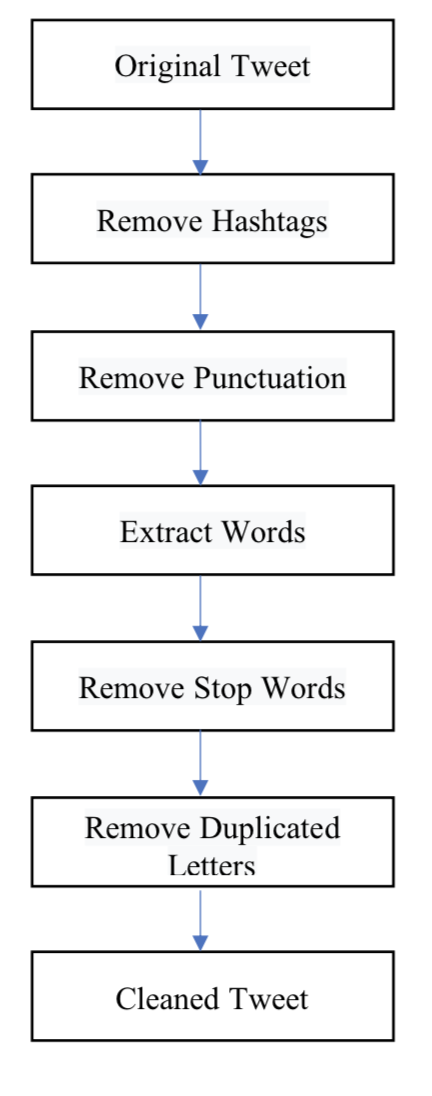 Original Tweet
Remove Hashtags
Remove Punctuation
Extract Words
Remove Stop Words
Remove Duplicated
Letters
Cleaned Tweet